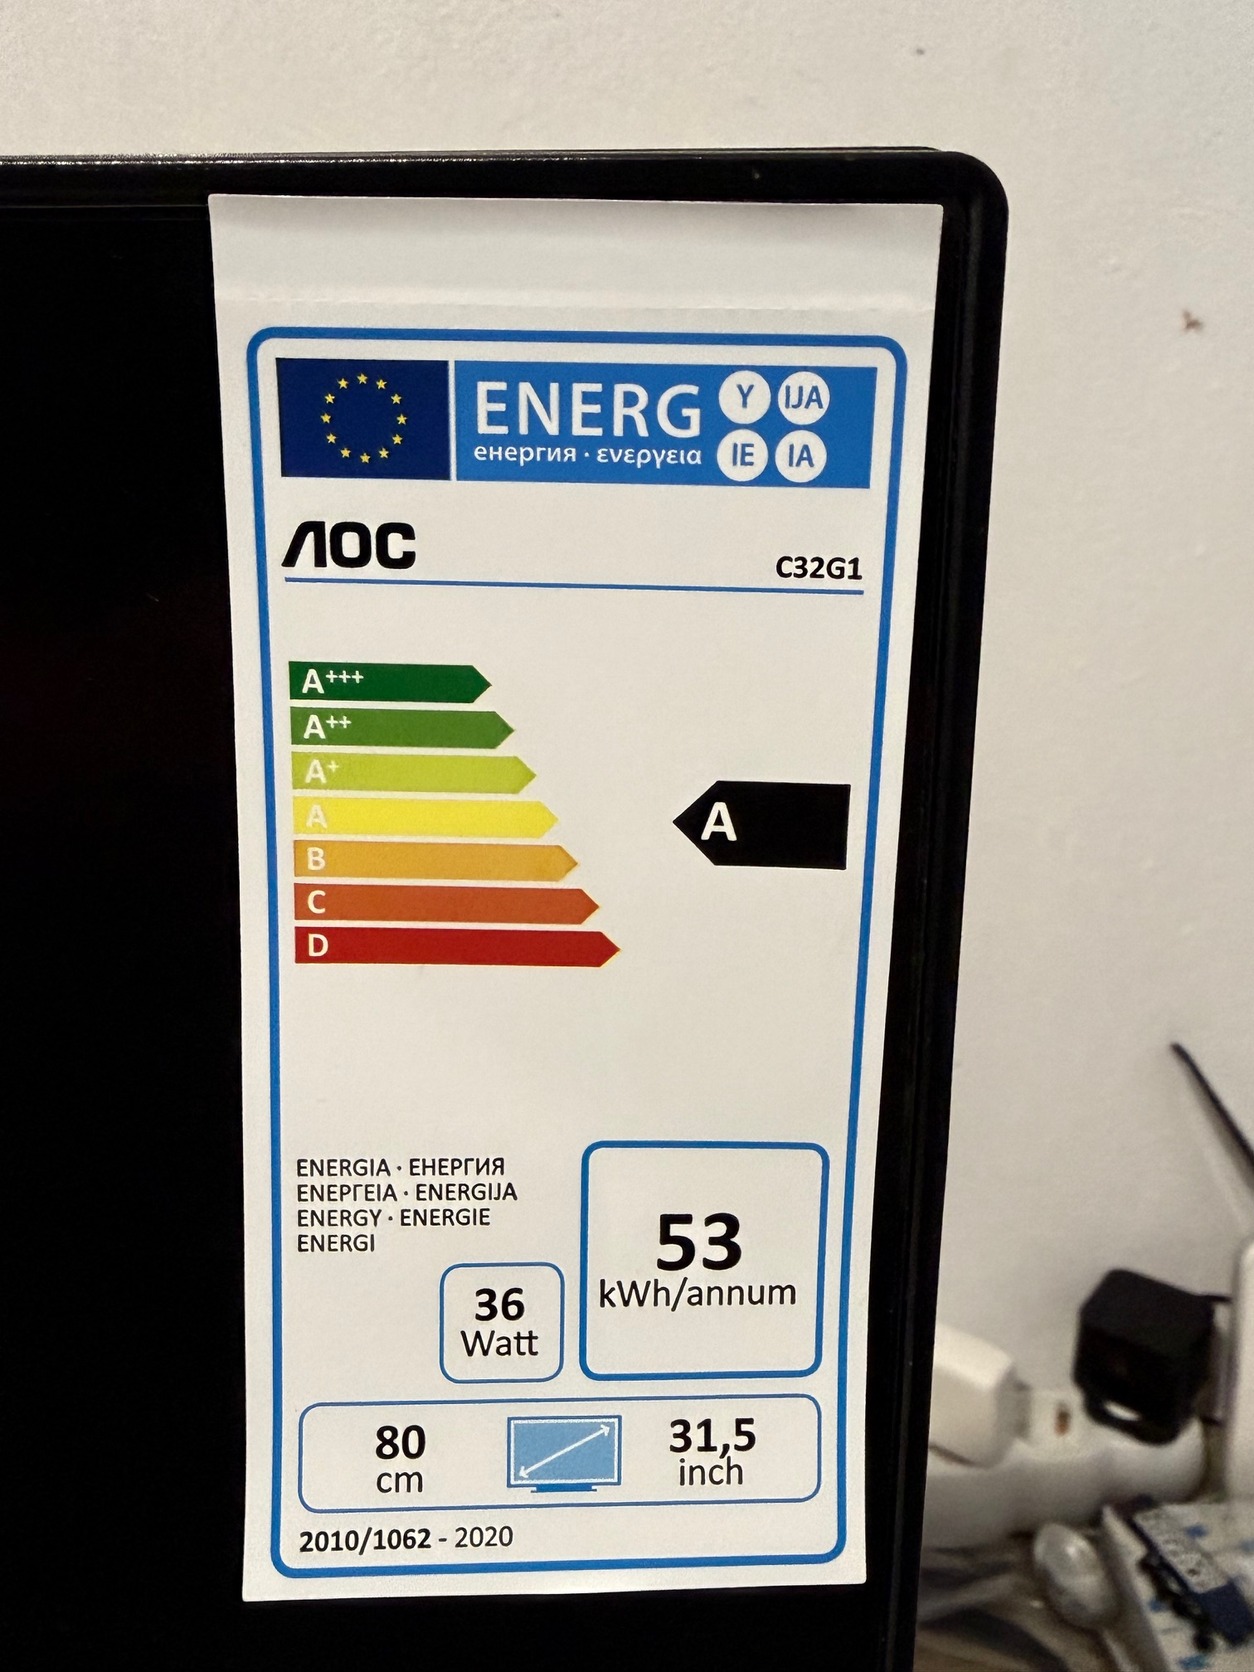 ENERG Y IJA
енергия · ενεργεια IE IA
AOC
C32G1
A+++
A++
A+
A
B
C
D
A
ENERGIA · ЕНЕРГИЯ
ΕΝΕΡΓΕΙΑ · ENERGIJA
ENERGY · ENERGIE
ENERGI
53
kWh/annum
36
Watt
80
cm
31,5
inch
2010/1062 - 2020